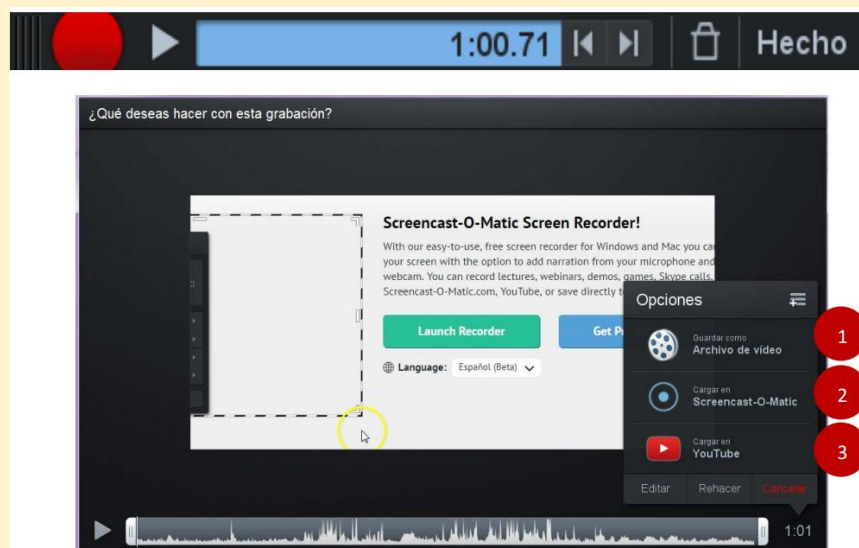 1:00.71 Hecho
¿Qué deseas hacer con esta grabación?
Screencast-O-Matic Screen Recorder!
With our easy-to-use, free screen recorder for Windows and Mac you
your screen with the option to add narration from your microphone and
webcam. You can record lectures, webinars, demos, games, Skype calls,
Screencast-O-Matic.com, YouTube, or save directly
Launch Recorder
Get
Language: Español (Beta)
Opciones
Guardar como
Archivo de vídeo
1
Cargar en
Screencast-O-Matic
2
Cargar en
YouTube
3
Editar Rehacer Cancelar
1:01